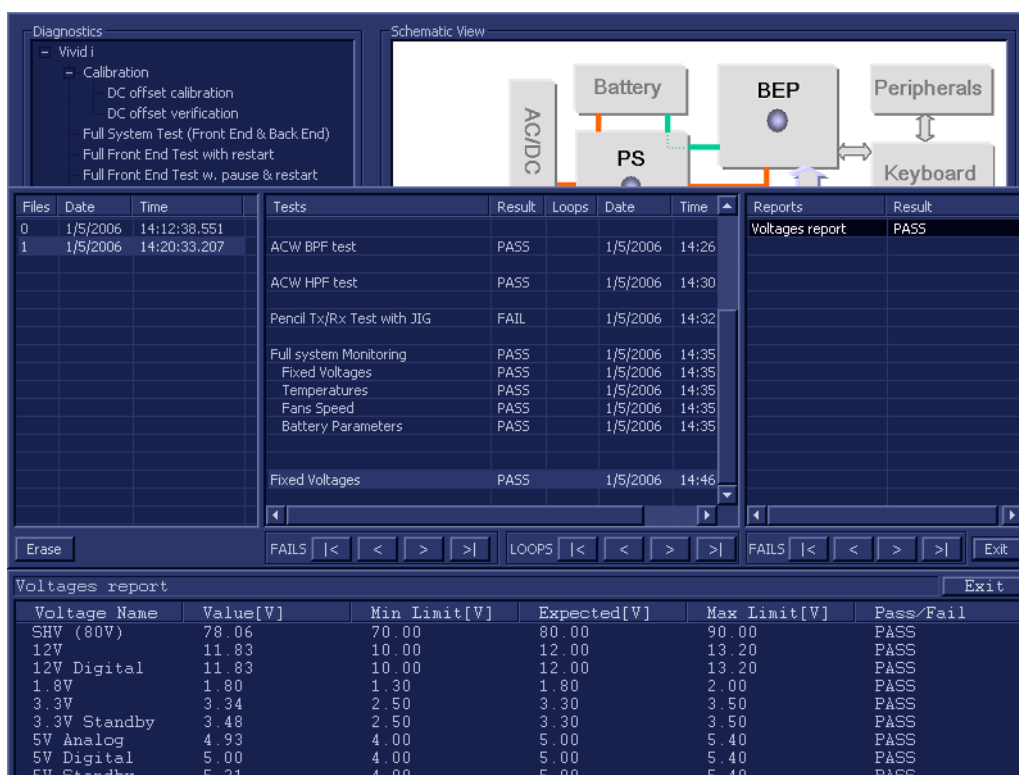 Diagnostics
Vivid i
Calibration
DC offset calibration
DC offset verification
Full System Test (Front End & Back End)
Full Front End Test with restart
Full Front End Test w. pause & restart
Schematic View
Battery
BEP
Peripherals
AC/DC
PS
Keyboard
Files Date Time
0 1/5/2006 14:12:38.551
1 1/5/2006 14:20:33.207
Erase
Tests Result Loops Date Time
ACW BPF test PASS 1/5/2006 14:26
ACW HPF test PASS 1/5/2006 14:30
Pencil Tx/Rx Test with JIG FAIL 1/5/2006 14:32
Full system Monitoring PASS 1/5/2006 14:35
Fixed Voltages PASS 1/5/2006 14:35
Temperatures PASS 1/5/2006 14:35
Fans Speed PASS 1/5/2006 14:35
Battery Parameters PASS 1/5/2006 14:35
Fixed Voltages PASS 1/5/2006 14:46
FAILS |< < > >| LOOPS |< < > >|
Reports Result
Voltages report PASS
FAILS |< < > >| Exit
Voltages report Exit
Voltage Name Value[V] Min Limit[V] Expected[V] Max Limit[V] Pass/Fail
SHV (80V) 78.06 70.00 80.00 90.00 PASS
12V 11.83 10.00 12.00 13.20 PASS
12V Digital 11.83 10.00 12.00 13.20 PASS
1.8V 1.80 1.30 1.80 2.00 PASS
3.3V 3.34 2.50 3.30 3.50 PASS
3.3V Standby 3.48 2.50 3.30 3.50 PASS
5V Analog 4.93 4.00 5.00 5.40 PASS
5V Digital 5.00 4.00 5.00 5.40 PASS
5V Standby 5.21 4.00 5.00 5.40 PASS